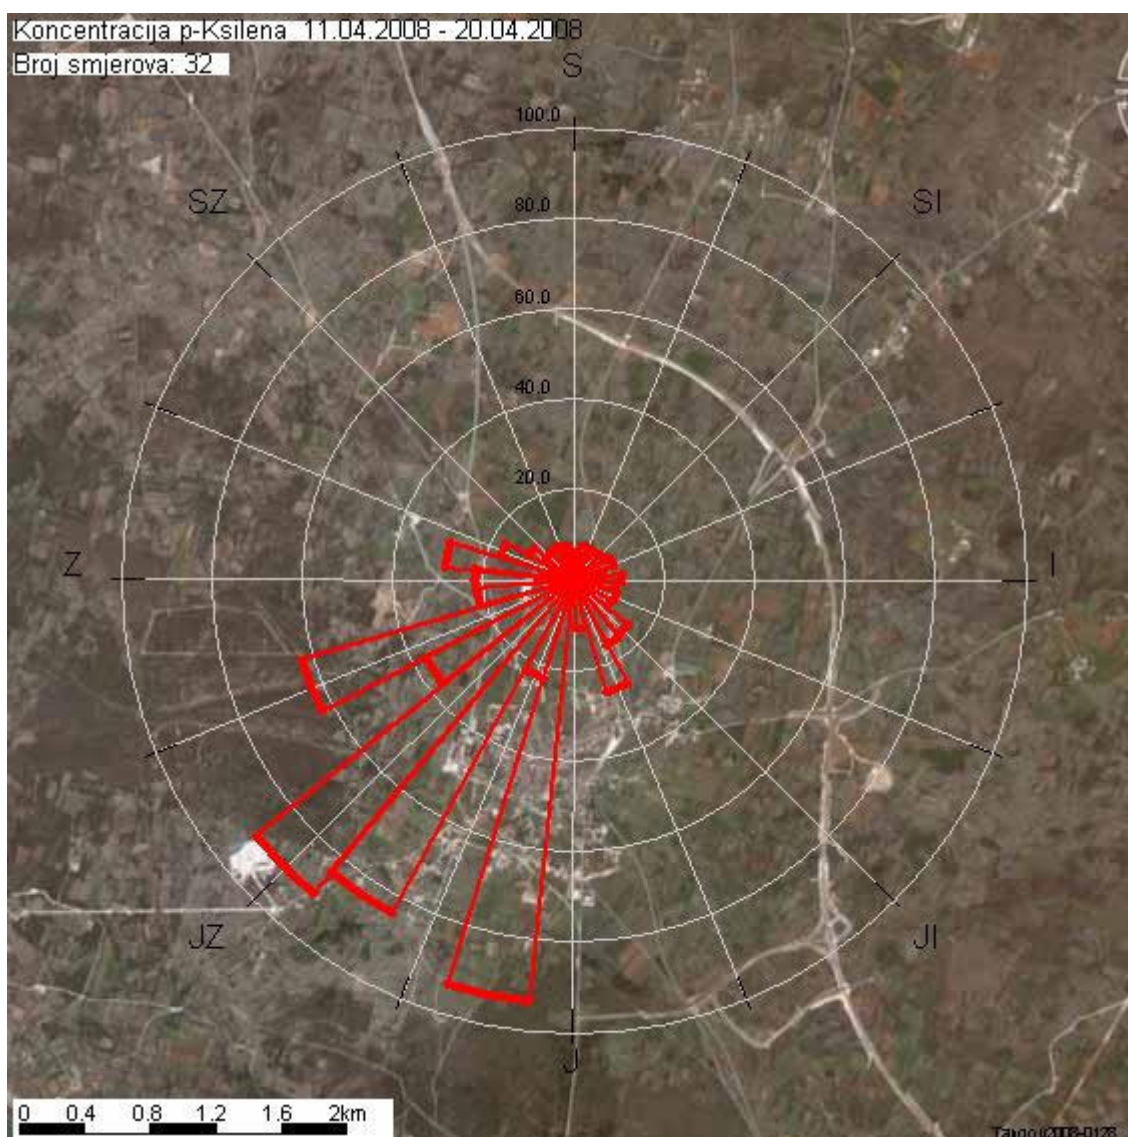 Koncentracija p-Ksilena 11.04.2008 - 20.04.2008
Broj smjerova: 32
S
100.0
SZ
SI
80.0
60.0
40.0
20.0
Z
I
JZ
JI
J
0 0.4 0.8 1.2 1.6 2km